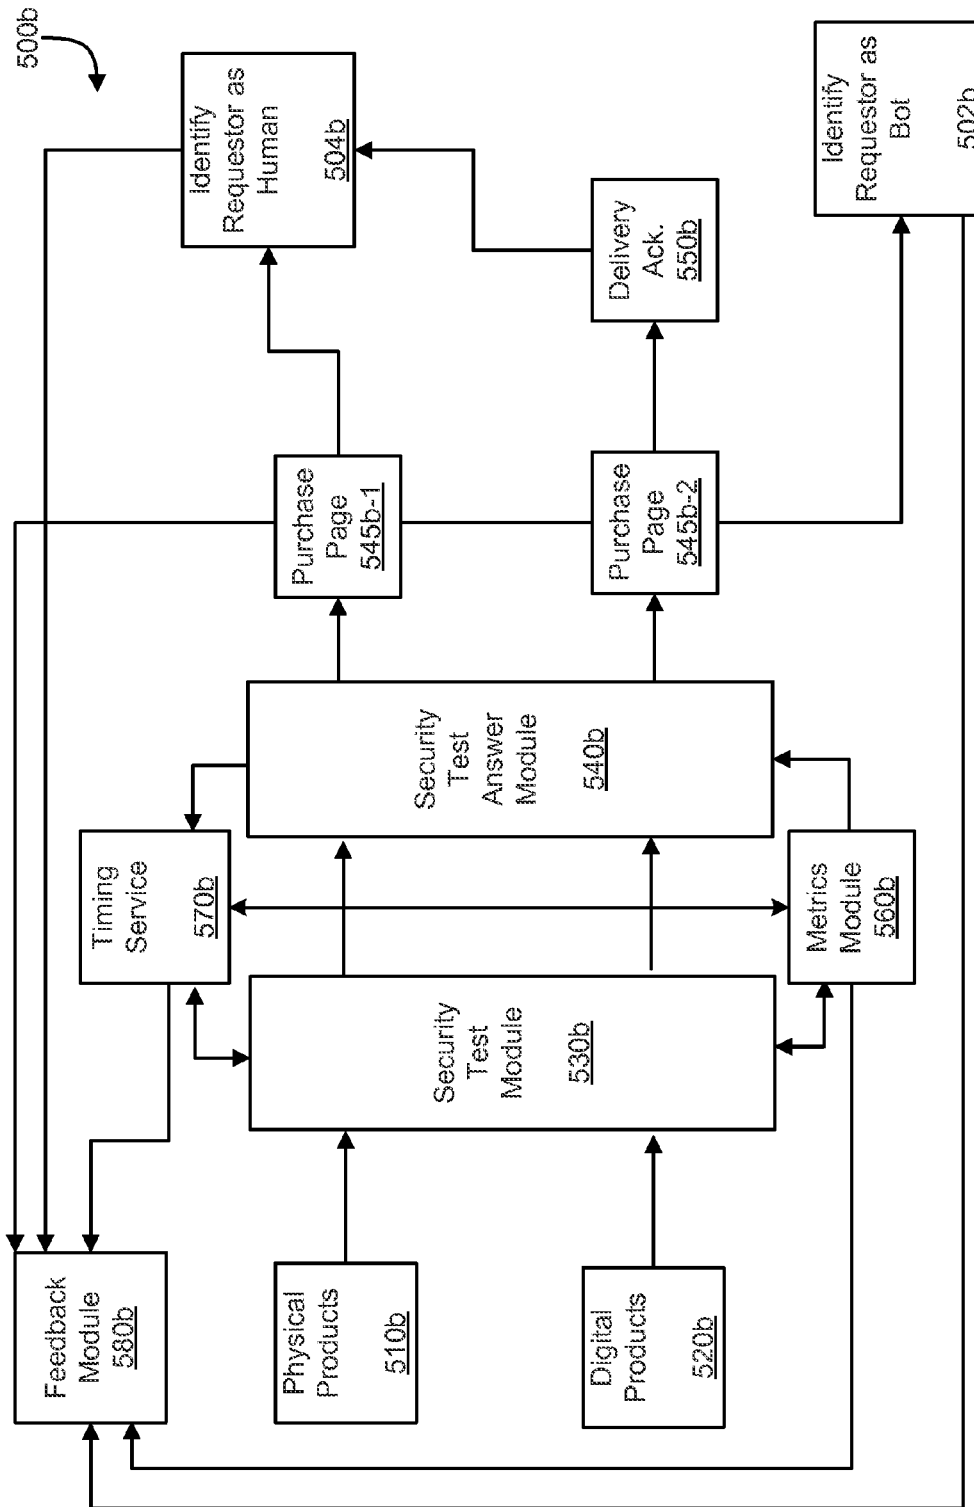 500b
Identify
Requestor as
Human
504b
Identify
Requestor as
Bot
502b
Delivery
Ack.
550b
Purchase
Page
545b-1
Purchase
Page
545b-2
Security
Test
Answer
Module
540b
Timing
Service
570b
Metrics
Module
560b
Security
Test
Module
530b
Feedback
Module
580b
Physical
Products
510b
Digital
Products
520b